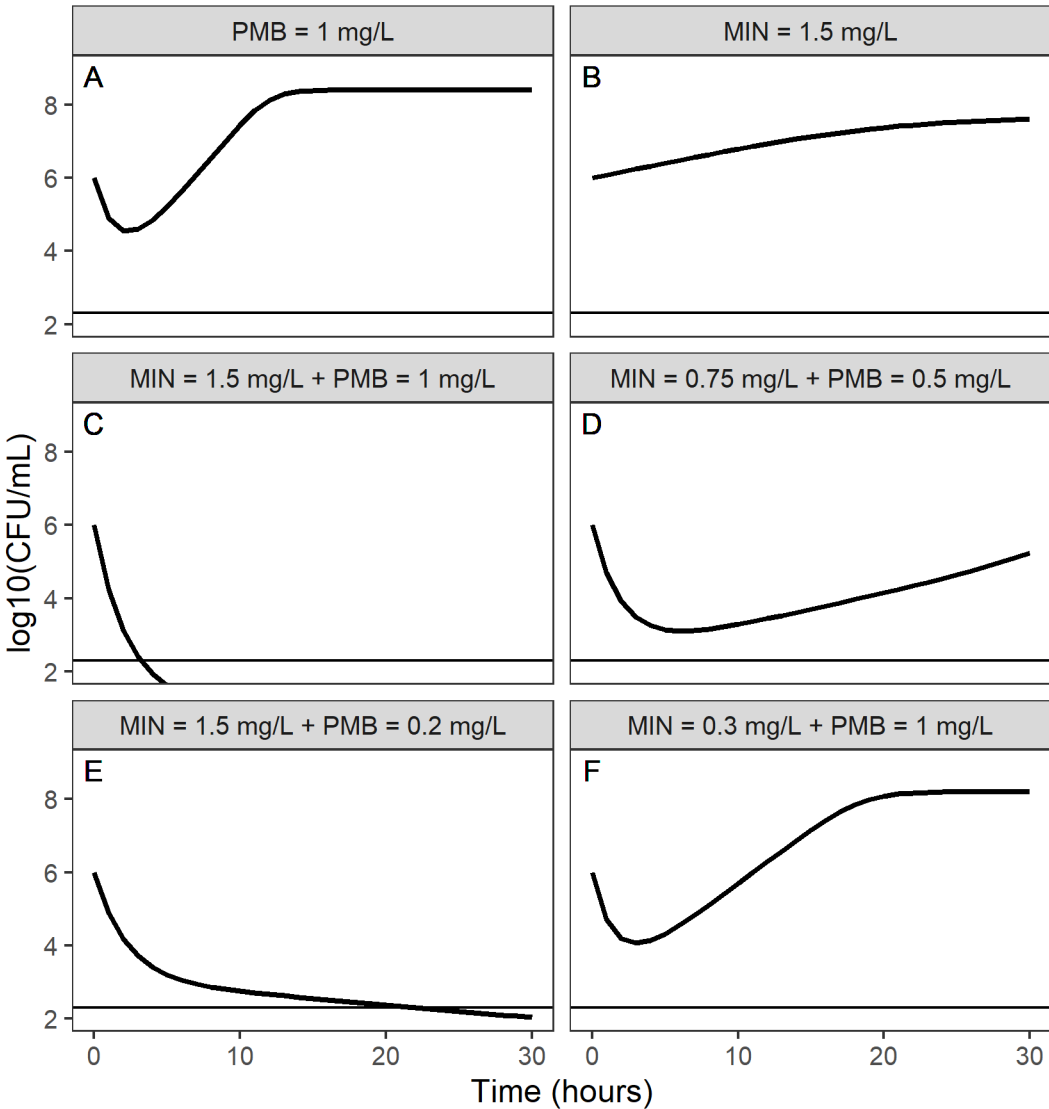 PMB = 1 mg/L
MIN = 1.5 mg/L
A
B
8
6
4
2
MIN = 1.5 mg/L + PMB = 1 mg/L
MIN = 0.75 mg/L + PMB = 0.5 mg/L
C
D
8
6
4
2
log10(CFU/mL)
MIN = 1.5 mg/L + PMB = 0.2 mg/L
MIN = 0.3 mg/L + PMB = 1 mg/L
E
F
8
6
4
2
0 10 20 30
0 10 20 30
Time (hours)